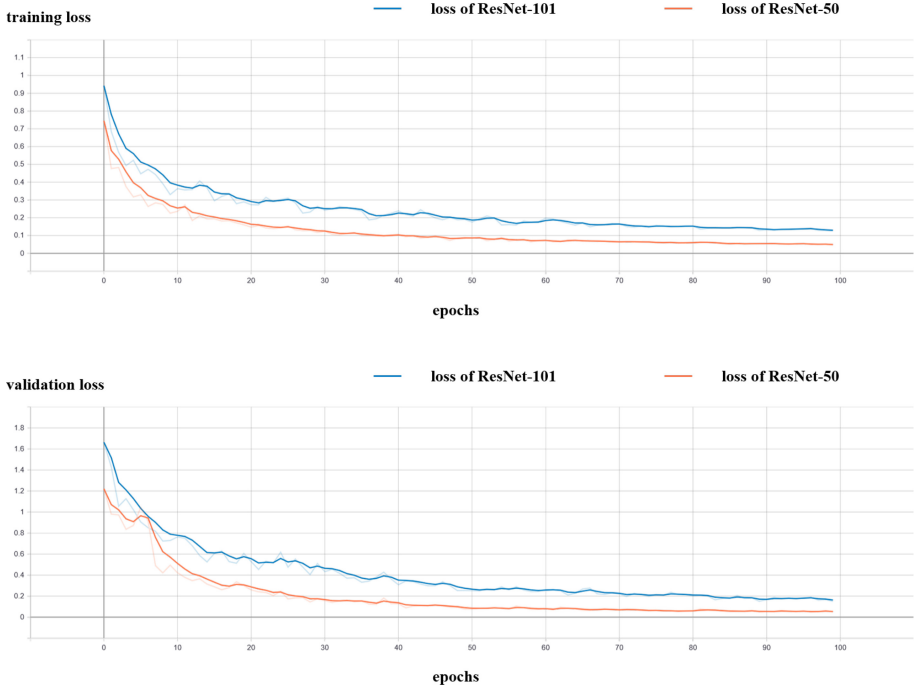 training loss
loss of ResNet-101
loss of ResNet-50
1.1
1
0.9
0.8
0.7
0.6
0.5
0.4
0.3
0.2
0.1
0
0 10 20 30 40 50 60 70 80 90 100
epochs
validation loss
loss of ResNet-101
loss of ResNet-50
1.8
1.6
1.4
1.2
1
0.8
0.6
0.4
0.2
0
0 10 20 30 40 50 60 70 80 90 100
epochs